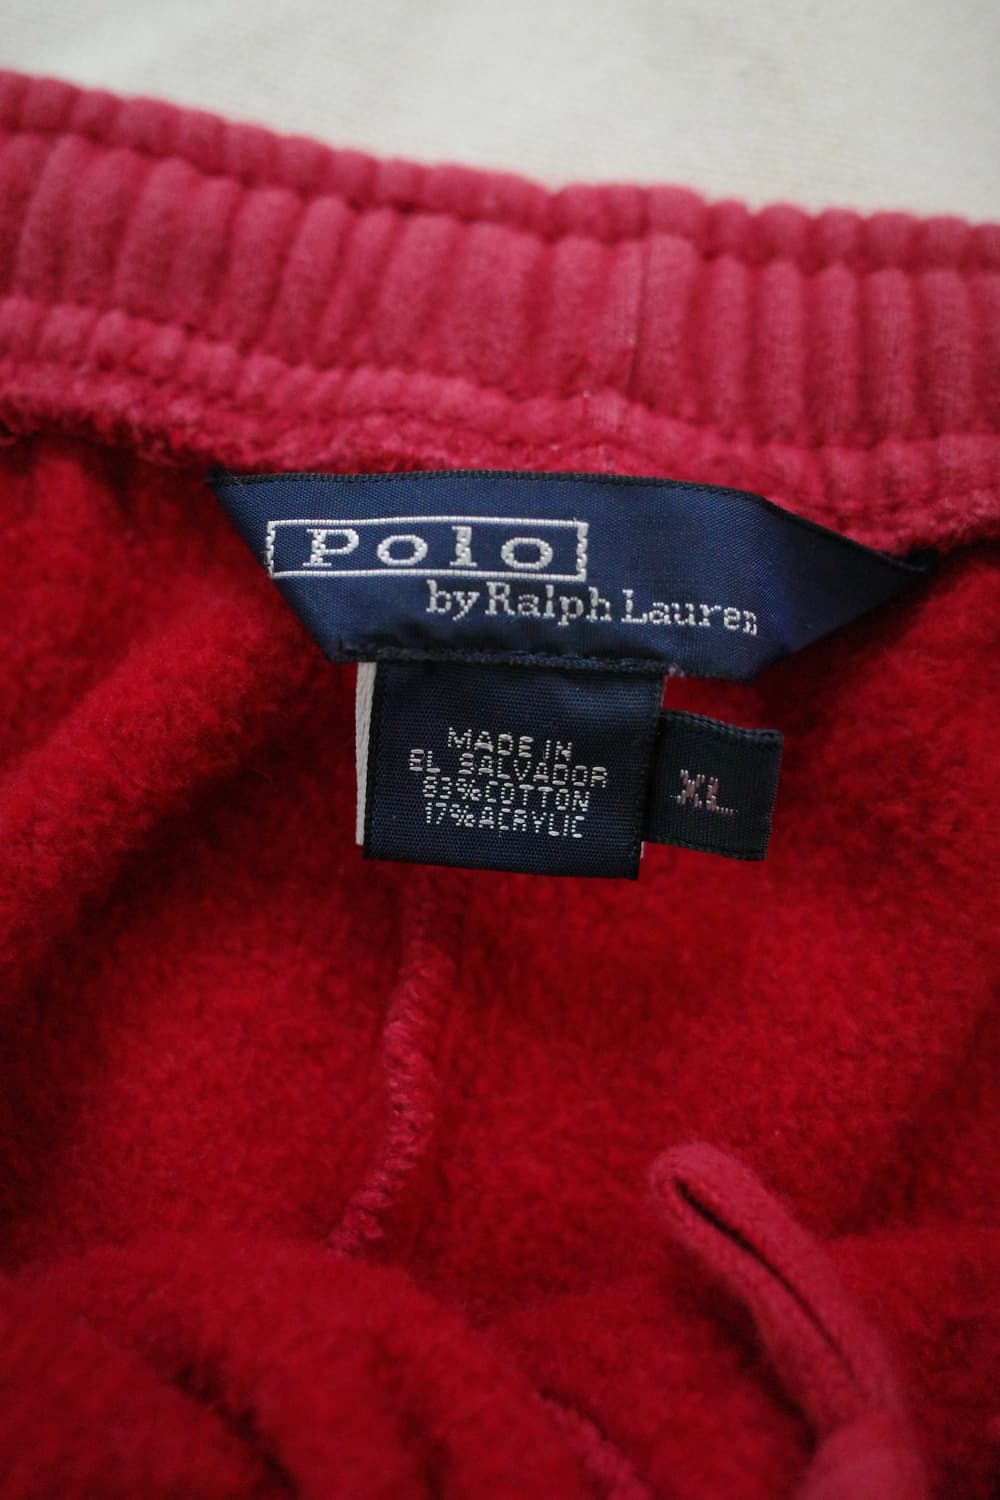 Polo
by Ralph Lauren
MADE IN
EL SALVADOR
83% COTTON
17% ACRYLIC
XL